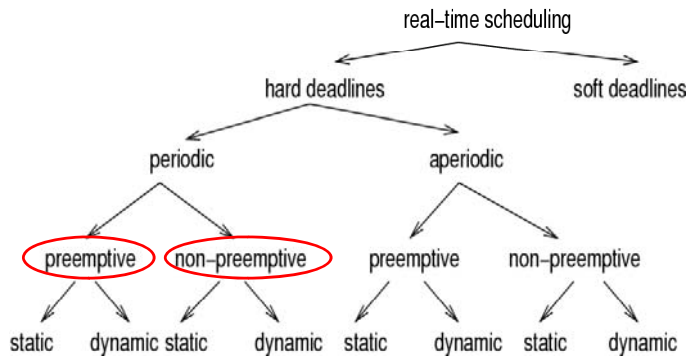 real-time scheduling
hard deadlines soft deadlines
periodic aperiodic
preemptive non-preemptive preemptive non-preemptive
static dynamic static dynamic static dynamic static dynamic